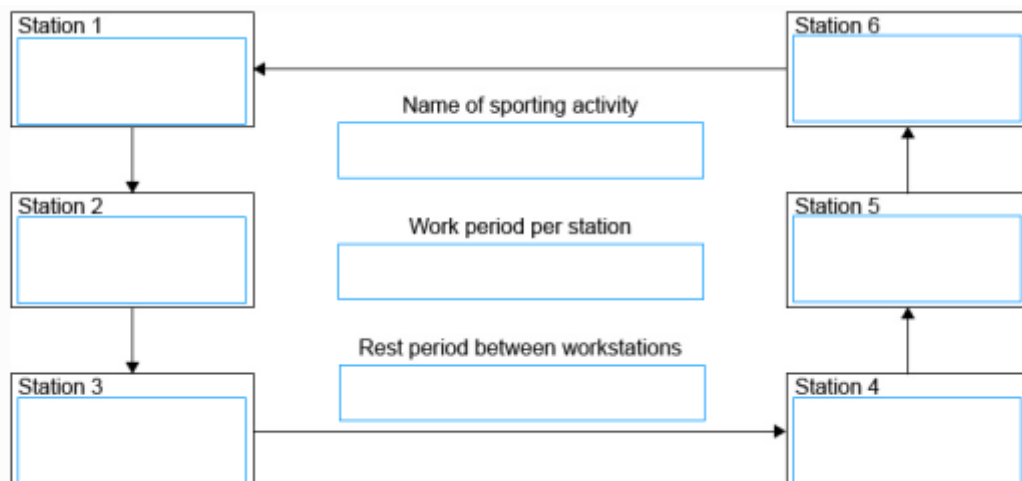 Station 1
Station 6
Name of sporting activity
Station 2
Work period per station
Station 5
Rest period between workstations
Station 3
Station 4